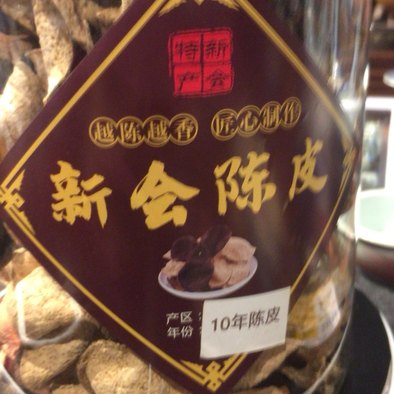 新会特产
越陈越香 匠心制作
新会陈皮
产区:
年份:
10年陈皮